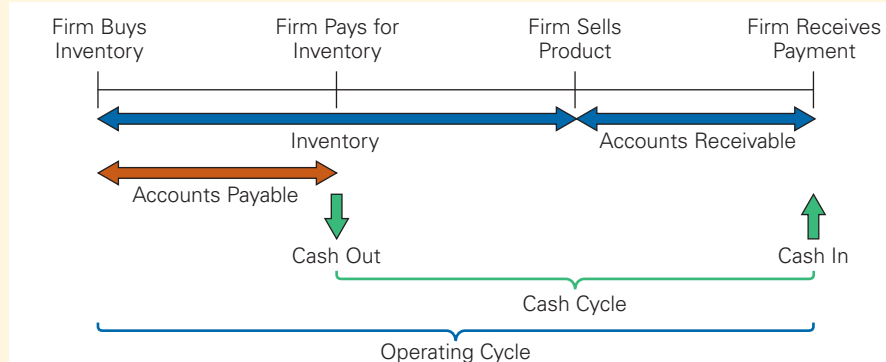 Firm Buys
Inventory
Firm Pays for
Inventory
Firm Sells
Product
Firm Receives
Payment
Inventory
Accounts Receivable
Accounts Payable
Cash Out
Cash In
Cash Cycle
Operating Cycle